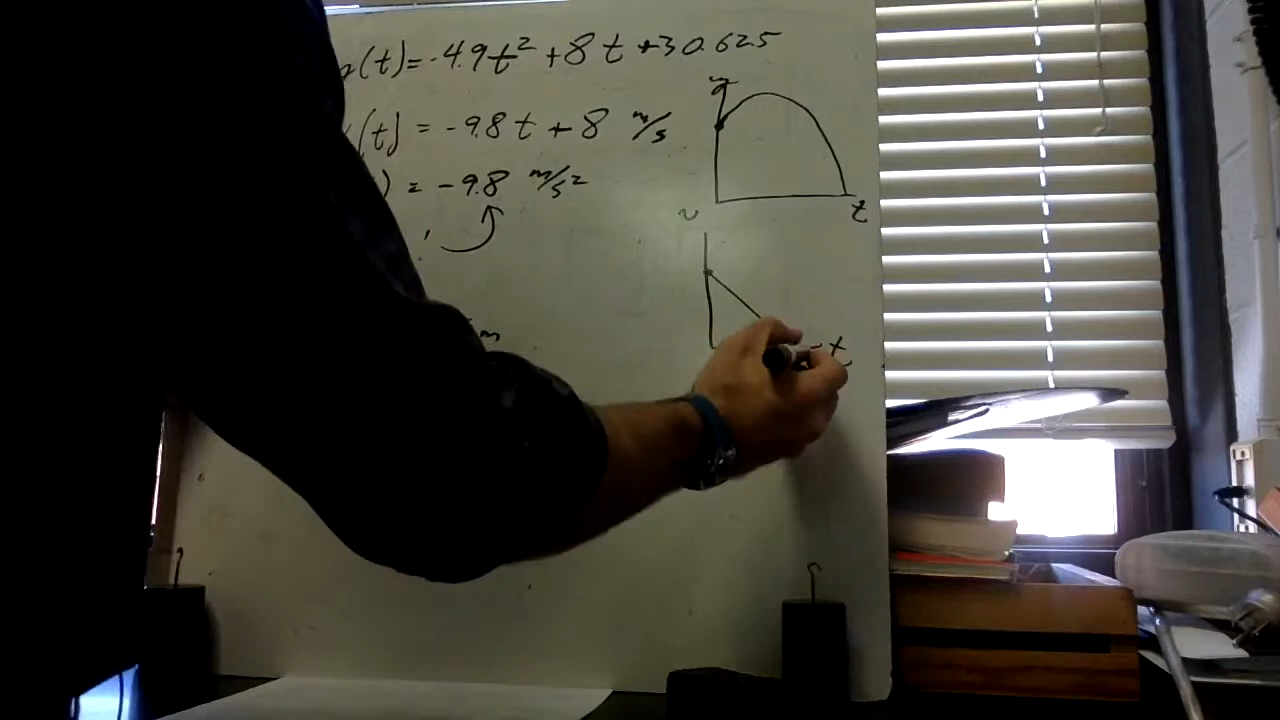 y(t)=-4.9t² +8t +30.625
(t) = -9.8t +8 m/s
) = -9.8 m/s²
m
y
t
v
t